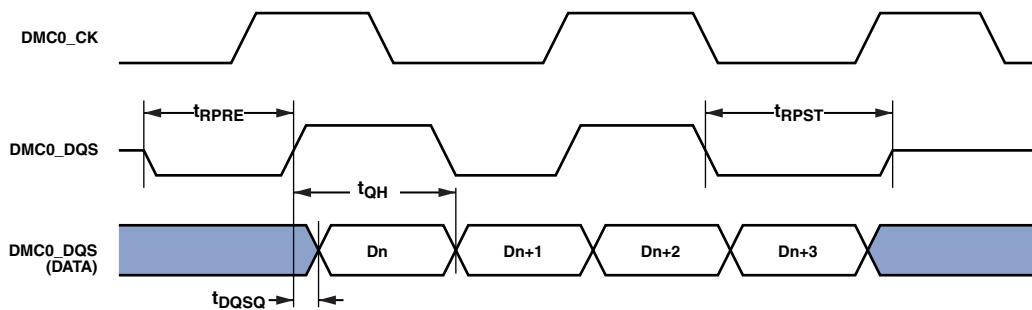 DMC0_CK
tRPRE
tRPST
DMC0_DQS
tQH
DMC0_DQS
(DATA)
Dn
Dn+1
Dn+2
Dn+3
tDQSQ